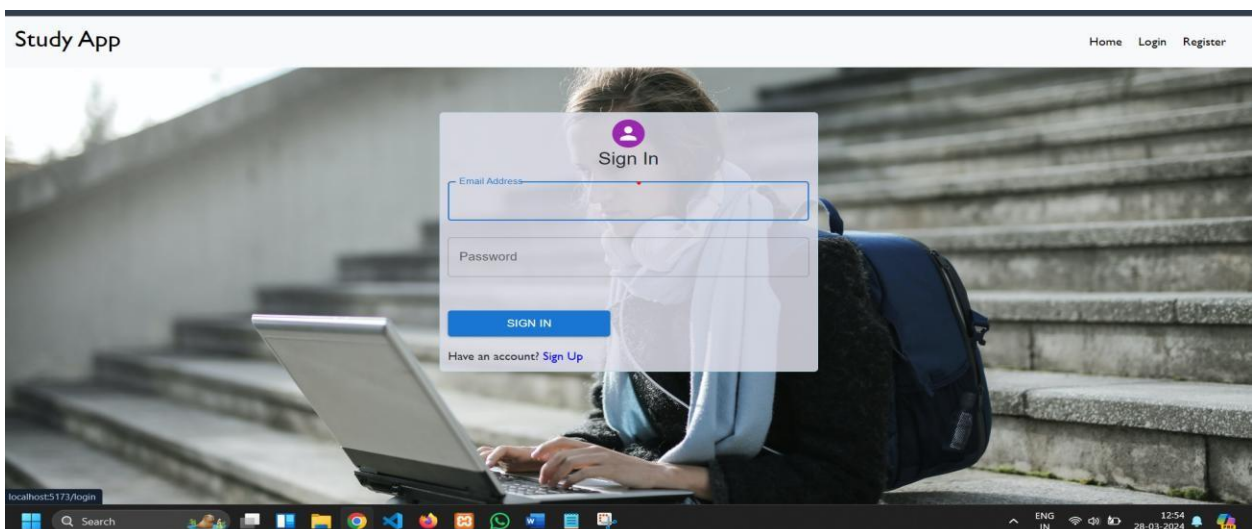 Study App
Home Login Register
Sign In
Email Address
Password
SIGN IN
Have an account? Sign Up
localhost:5173/login
Search
ENG
IN
12:54
28-03-2024